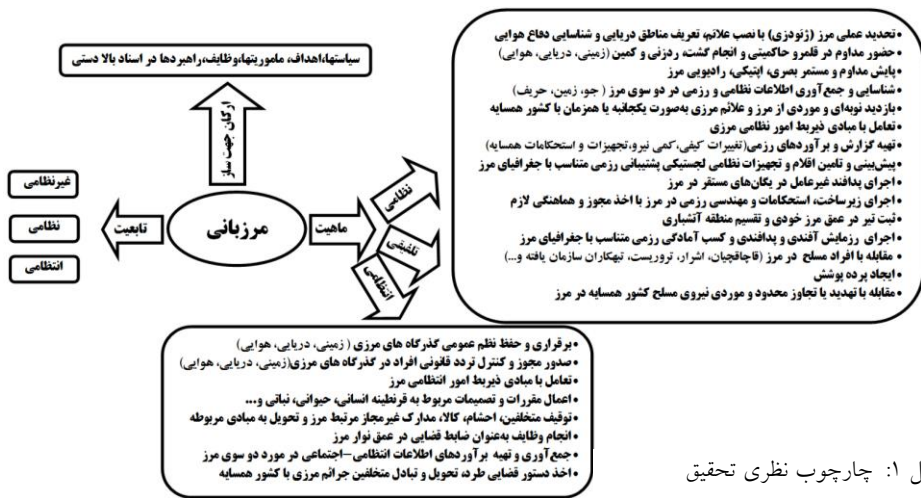 •تحدید عملی مرز (ژئودزی) با نصب علائم، تعریف مناطق دریایی و شناسایی دفاع هوایی
•حضور مداوم در قلمرو حاکمیتی و انجام گشت، ردزنی و کمین (زمینی، دریایی، هوایی)
•پایش مداوم و مستمر بصری، اپتیکی، رادیویی مرز
•شناسایی و جمع‌آوری اطلاعات نظامی و رزمی در دو سوی مرز ( جو، زمین، حریف)
•بازدید نوبه‌ای و موردی از مرز و علائم مرزی به‌صورت یکجانبه یا همزمان با کشور همسایه
•تعامل با مبادی ذیربط امور نظامی مرزی
•تهیه گزارش و برآوردهای رزمی(تغییرات کیفی،کمی نیرو،تجهیزات و استحکامات همسایه)
•پیش‌بینی و تامین اقلام و تجهیزات نظامی لجستیکی پشتیبانی رزمی متناسب با جغرافیای مرز
•اجرای پدافند غیرعامل در یگان‌های مستقر در مرز
•اجرای زیرساخت، استحکامات و مهندسی رزمی در مرز با اخذ مجوز و هماهنگی لازم
•ثبت تیر در عمق مرز خودی و تقسیم منطقه آتشباری
•اجرای رزمایش آفندی و پدافندی و کسب آمادگی رزمی متناسب با جغرافیای مرز
•مقابله با افراد مسلح در مرز (قاچاقچیان، اشرار، تروریست، تبهکاران سازمان یافته و...)
•ایجاد پرده پوشش
•مقابله با تهدید یا تجاوز محدود و موردی نیروی مسلح کشور همسایه در مرز
سیاستها،اهداف، ماموریتها،وظایف،راهبردها در اسناد بالا دستی
ارکان جهت ساز
مرزبانی
ماهیت
نظامی
تلفیقی
انتظامی
تابعیت
غیرنظامی
نظامی
انتظامی
•برقراری و حفظ نظم عمومی گذرگاه های مرزی ( زمینی، دریایی، هوایی)
•صدور مجوز و کنترل تردد قانونی افراد در گذرگاه های مرزی(زمینی، دریایی، هوایی)
•تعامل با مبادی ذیربط امور انتظامی مرز
•اعمال مقررات و تصمیمات مربوط به قرنطینه انسانی، حیوانی، نباتی و...
•توقیف متخلفین، احشام، کالا، مدارک غیرمجاز مرتبط مرز و تحویل به مبادی مربوطه
•انجام وظایف به‌عنوان ضابط قضایی در عمق نوار مرز
•جمع‌آوری و تهیه برآوردهای اطلاعات انتظامی-اجتماعی در مورد دو سوی مرز
•اخذ دستور قضایی طرد، تحویل و تبادل متخلفین جرائم مرزی با کشور همسایه
ل ۱: چارچوب نظری تحقیق